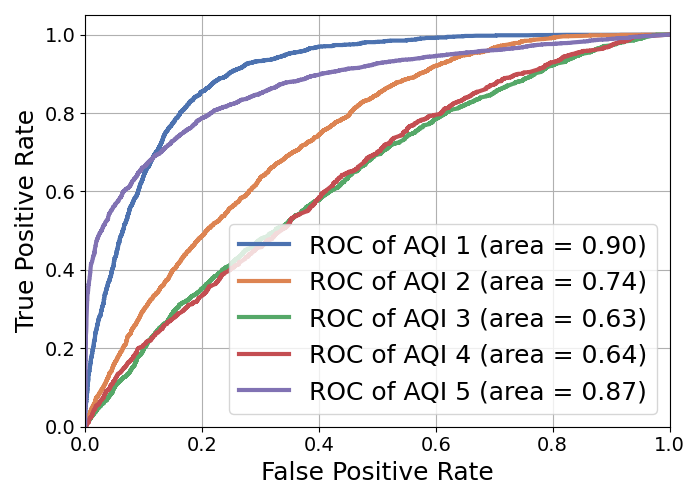 1.0
0.8
0.6
0.4
0.2
0.0
True Positive Rate
ROC of AQI 1 (area = 0.90)
ROC of AQI 2 (area = 0.74)
ROC of AQI 3 (area = 0.63)
ROC of AQI 4 (area = 0.64)
ROC of AQI 5 (area = 0.87)
0.0 0.2 0.4 0.6 0.8 1.0
False Positive Rate